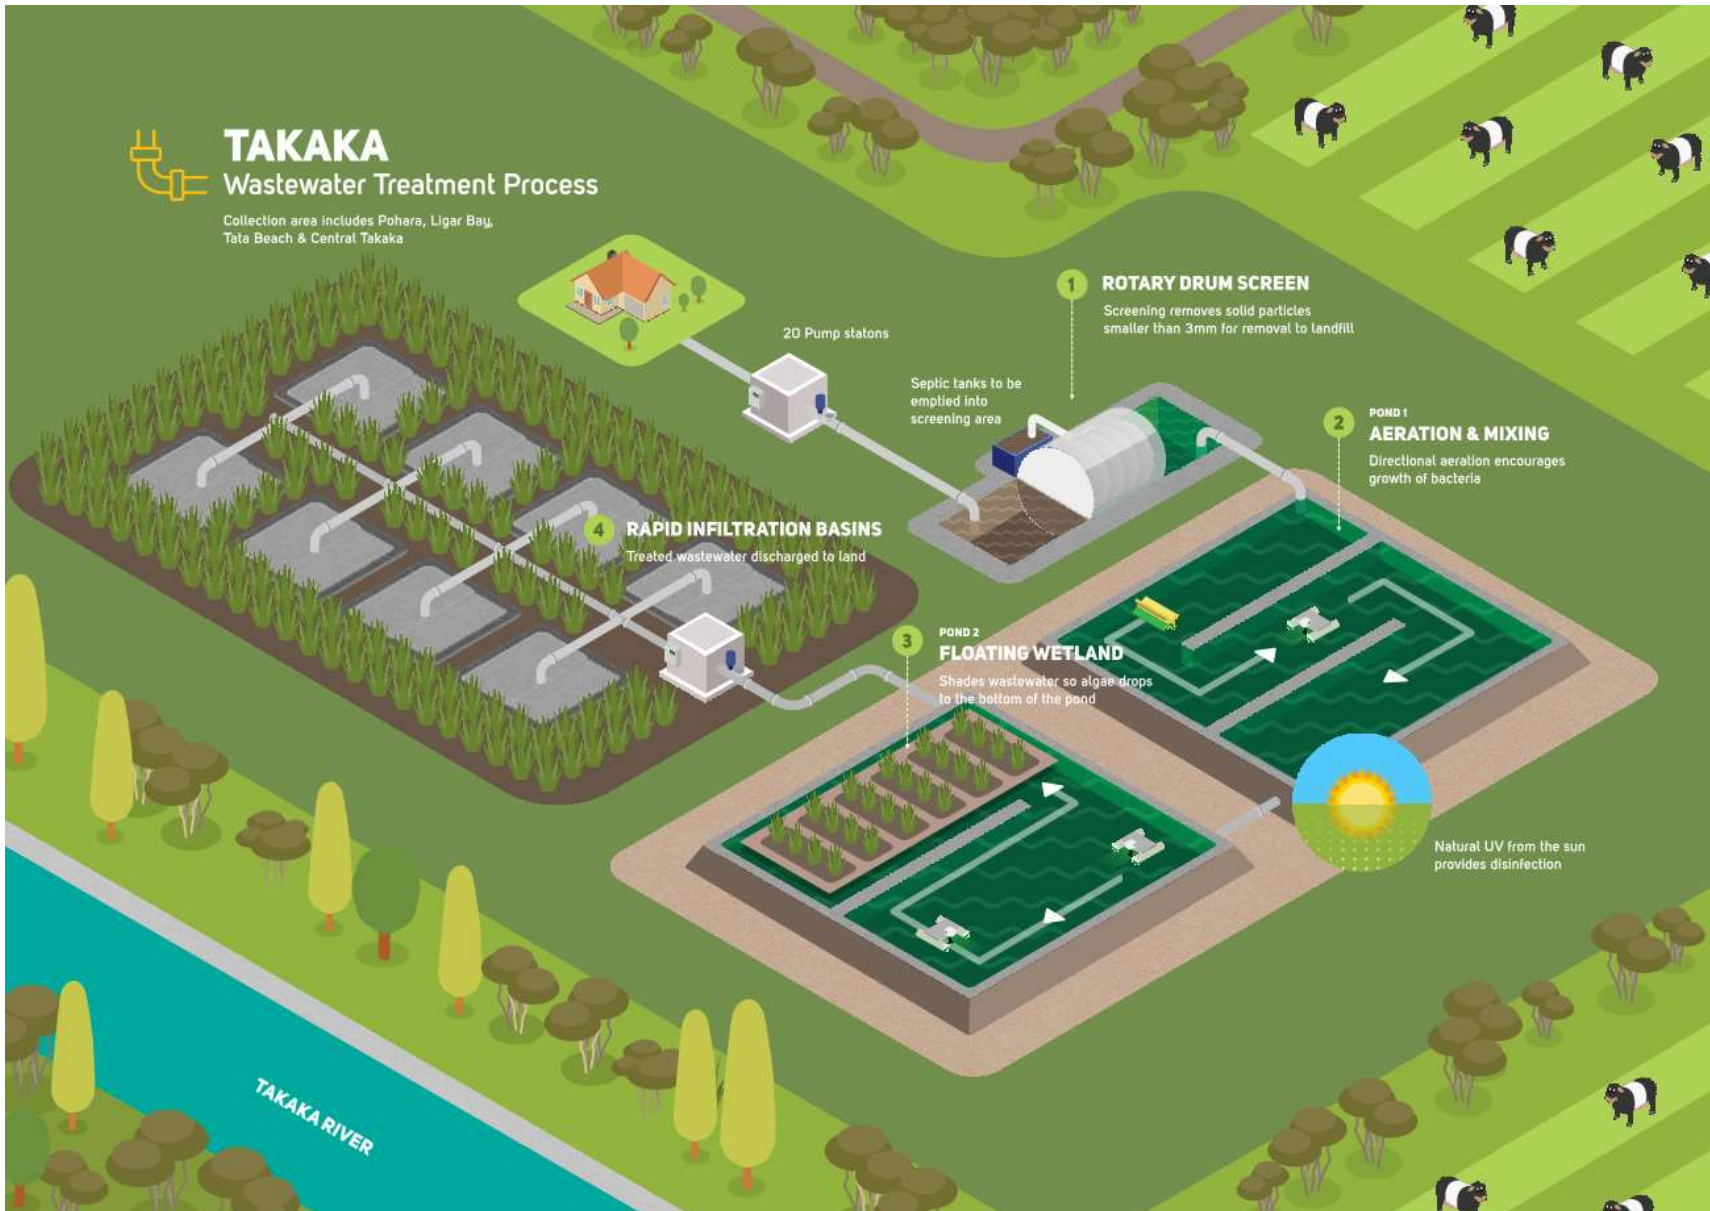 TAKAKA
Wastewater Treatment Process
Collection area includes Pohara, Ligar Bay,
Tata Beach & Central Takaka
20 Pump statons
1
ROTARY DRUM SCREEN
Screening removes solid particles
smaller than 3mm for removal to landfill
Septic tanks to be
emptied into
screening area
2
POND 1
AERATION & MIXING
Directional aeration encourages
growth of bacteria
4
RAPID INFILTRATION BASINS
Treated wastewater discharged to land
3
POND 2
FLOATING WETLAND
Shades wastewater so algae drops
to the bottom of the pond
Natural UV from the sun
provides disinfection
TAKAKA RIVER